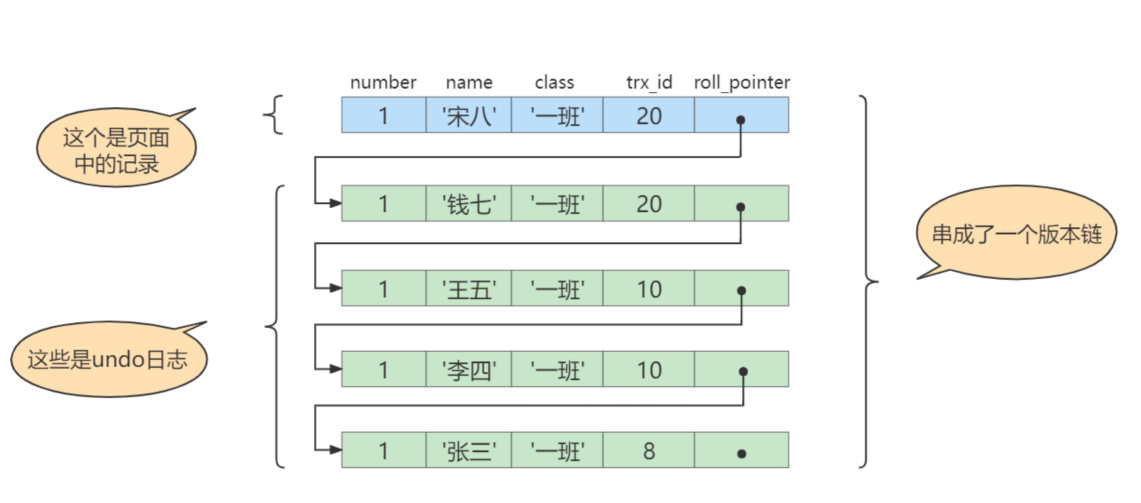 number name class trx_id roll_pointer
1 '宋八' '一班' 20
这个是页面
中的记录
1 '钱七' '一班' 20
串成了一个版本链
1 '王五' '一班' 10
这些是undo日志
1 '李四' '一班' 10
1 '张三' '一班' 8